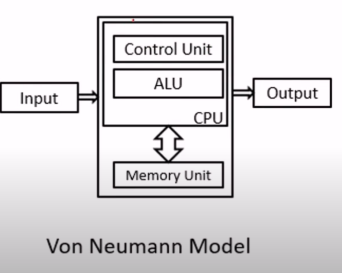 Control Unit
ALU
CPU
Input
Output
Memory Unit
Von Neumann Model